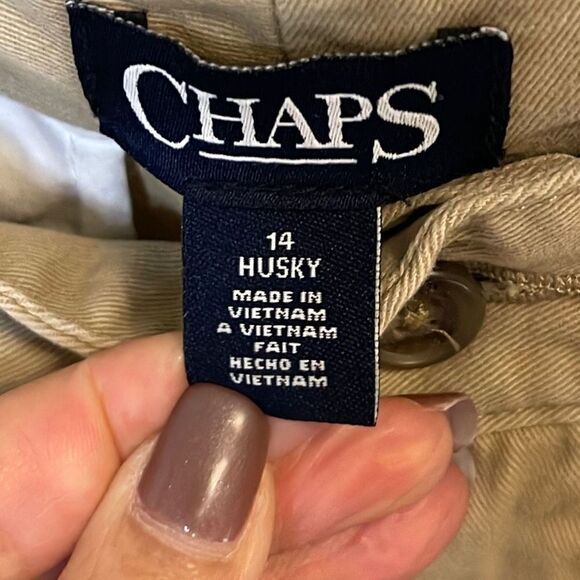 CHAPS
14
HUSKY
MADE IN
VIETNAM
A VIETNAM
FAIT
HECHO EN
VIETNAM